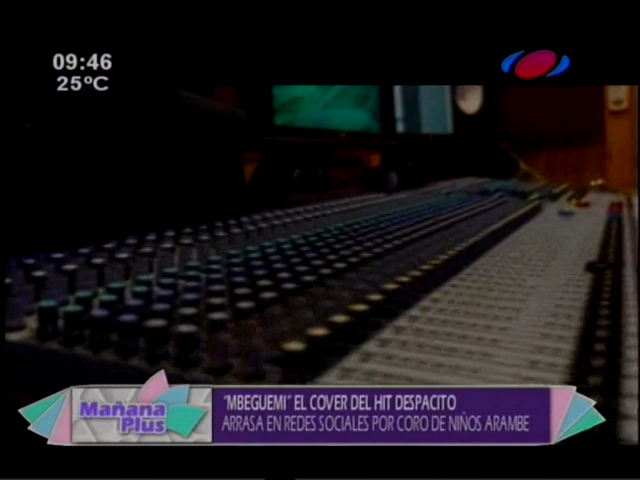 09:46
25ºC
Mañana
Plus
"MBEGUEMI" EL COVER DEL HIT DESPACITO
ARRASA EN REDES SOCIALES POR CORO DE NIÑOS ARAMBE